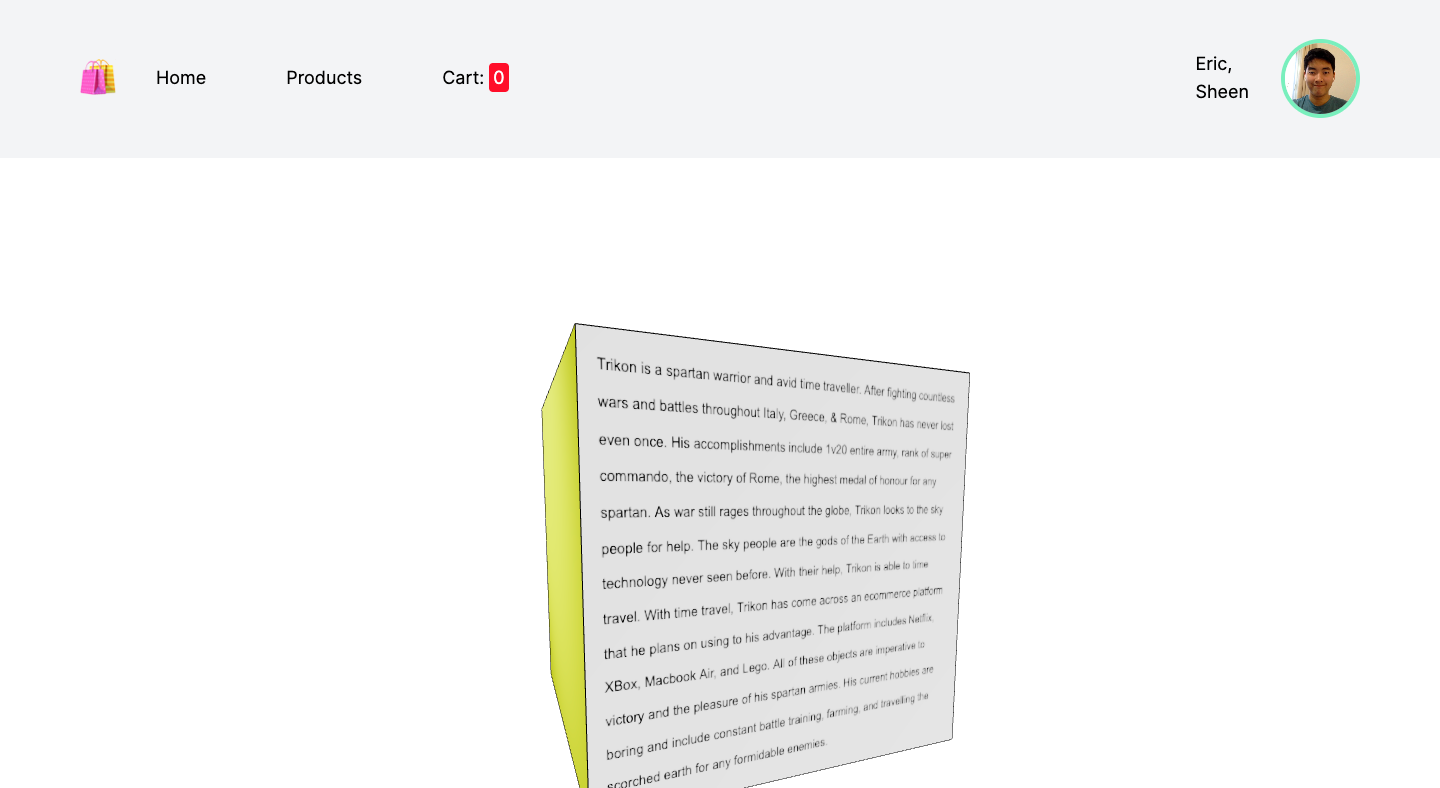 Home
Products
Cart: 0
Eric,
Sheen
Trikon is a spartan warrior and avid time traveller. After fighting countless
wars and battles throughout Italy, Greece, & Rome, Trikon has never lost
even once. His accomplishments include 1v20 entire army, rank of super
commando, the victory of Rome, the highest medal of honour for any
spartan. As war still rages throughout the globe, Trikon looks to the sky
people for help. The sky people are the gods of the Earth with access to
technology never seen before. With their help, Trikon is able to time
travel. With time travel, Trikon has come across an ecommerce platform
that he plans on using to his advantage. The platform includes Netflix,
XBox, Macbook Air, and Lego. All of these objects are imperative to
victory and the pleasure of his spartan armies. His current hobbies are
boring and include constant battle training, farming, and travelling the
scorched earth for any formidable enemies.